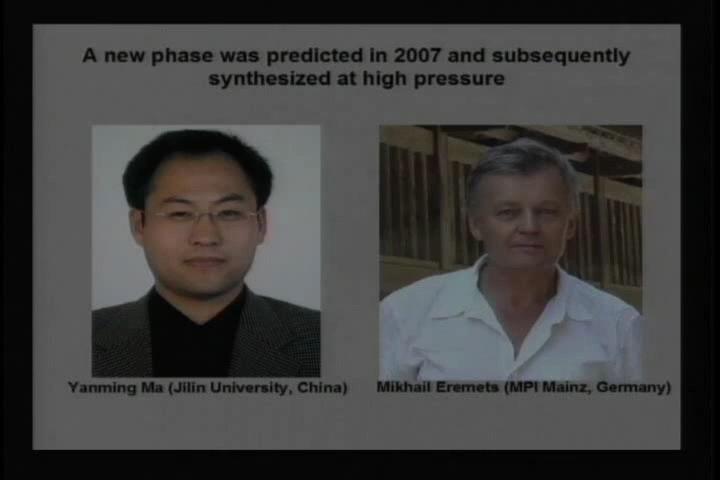 A new phase was predicted in 2007 and subsequently
synthesized at high pressure
Yanming Ma (Jilin University, China)
Mikhail Eremets (MPI Mainz, Germany)